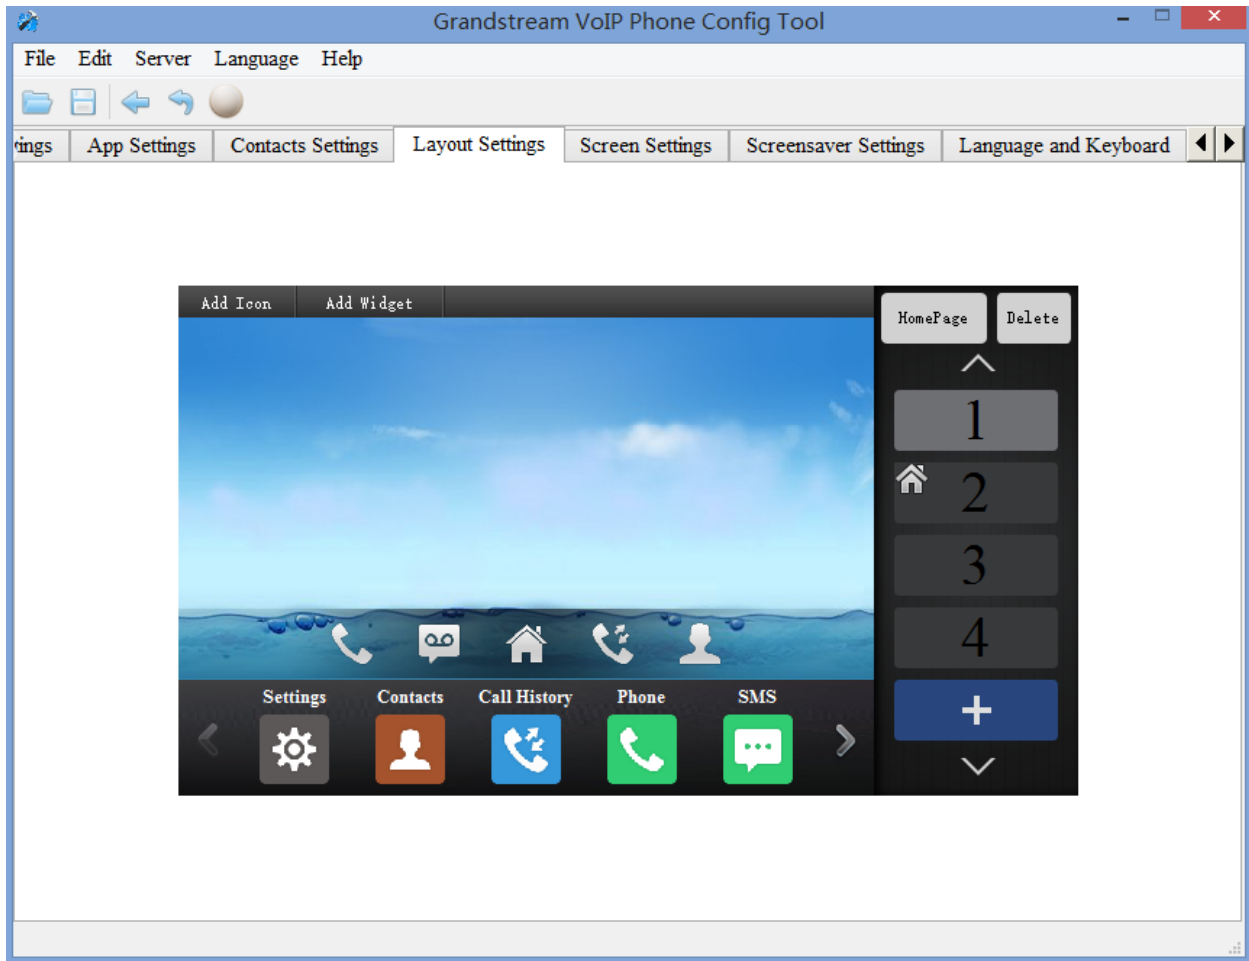 Grandstream VoIP Phone Config Tool
File Edit Server Language Help
App Settings Contacts Settings Layout Settings Screen Settings Screensaver Settings Language and Keyboard
Add Icon Add Widget
HomePage Delete
1
2
3
4
Settings Contacts Call History Phone SMS